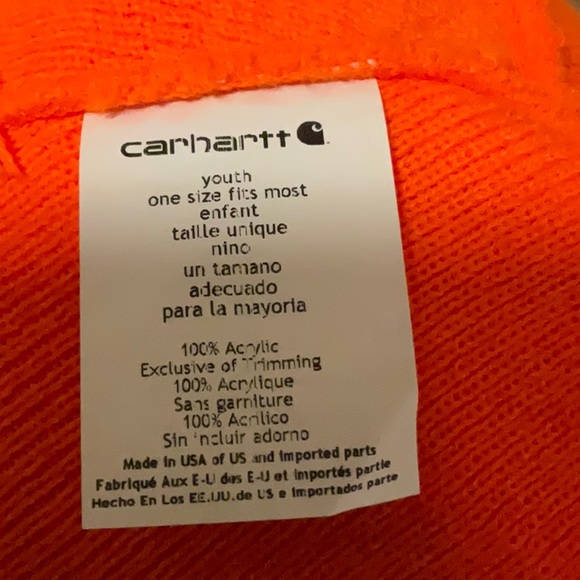 carhartt
youth
one size fits most
enfant
taille unique
nino
un tamano
adecuado
para la mayoria
100% Acrylic
Exclusive of Trimming
100% Acrylique
Sans garniture
100% Acrilico
Sin incluir adorno
Made in USA of US and Imported parts
Fabriqué Aux E-U des E-U et importés partie
Hecho En Los EE.UU.de US e importados parte